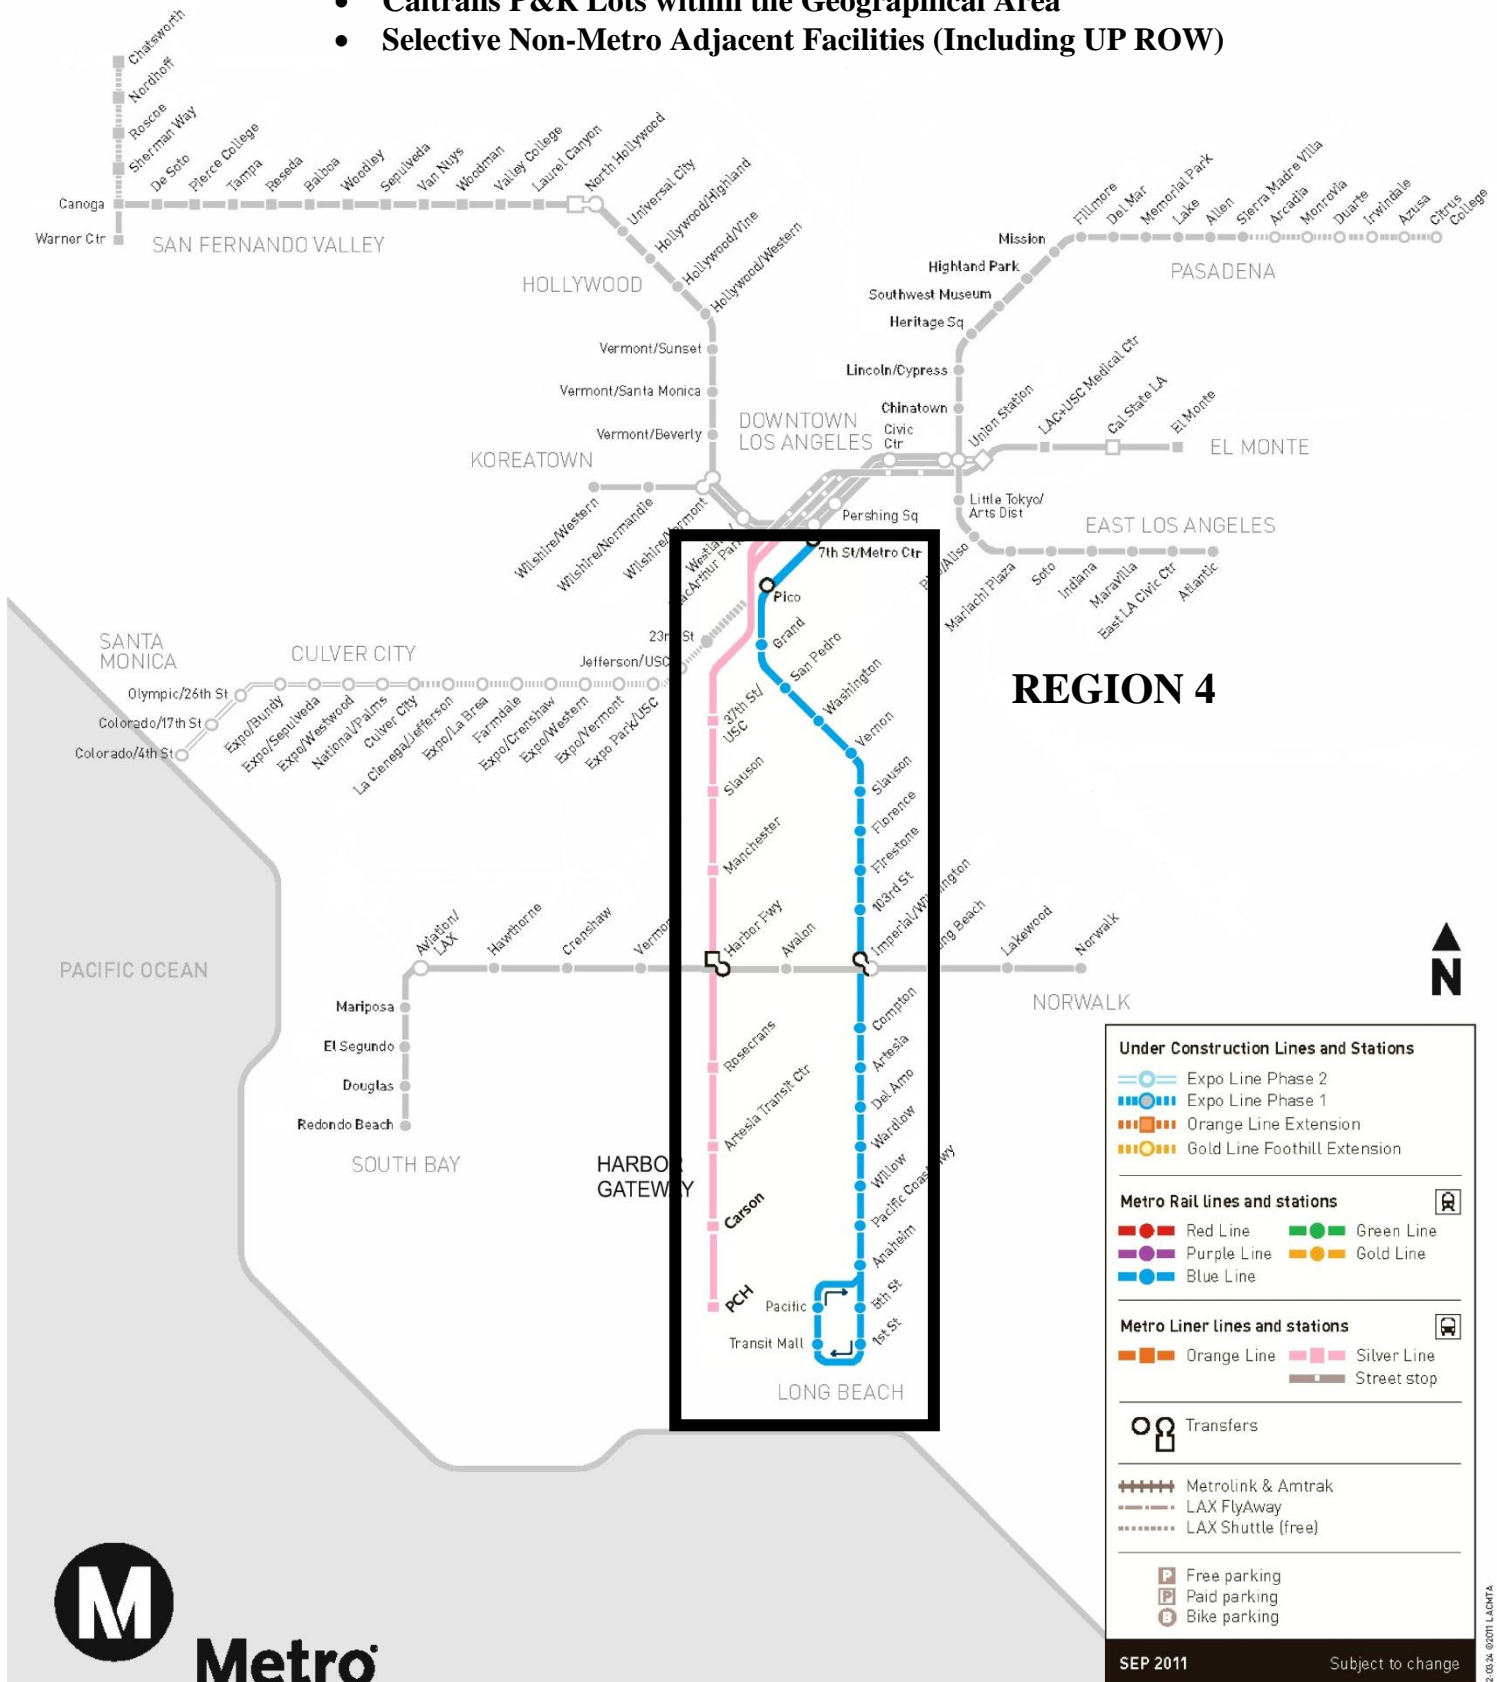 • Caltrans P&R Lots within the Geographical Area
• Selective Non-Metro Adjacent Facilities (Including UP ROW)
Chatsworth
Nordhoff
Roscoe
Sherman Way
Canoga
Warner Ctr
De Soto
Pierce College
Tampa
Reseda
Balboa
Woodley
Sepulveda
Van Nuys
Woodman
Valley College
Laurel Canyon
North Hollywood
SAN FERNANDO VALLEY
Universal City
Hollywood/Highland
Hollywood/Vine
Hollywood/Western
HOLLYWOOD
Vermont/Sunset
Vermont/Santa Monica
Vermont/Beverly
KOREATOWN
Wilshire/Western
Wilshire/Normandie
Wilshire/Vermont
DOWNTOWN
LOS ANGELES
Civic
Ctr
Pershing Sq
7th St/Metro Ctr
Fillmore
Del Mar
Memorial Park
Lake
Allen
Sierra Madre Villa
Arcadia
Monrovia
Duarte
Irwindale
Azusa
Citrus
College
Mission
Highland Park
Southwest Museum
Heritage Sq
Lincoln/Cypress
Chinatown
PASADENA
Union Station
LAC+USC Medical Ctr
Cal State LA
El Monte
EL MONTE
Little Tokyo/
Arts Dist
EAST LOS ANGELES
Mariachi Plaza
Soto
Indiana
Maravilla
East LA Civic Ctr
Atlantic
REGION 4
Pico
Grand
San Pedro
Washington
Vernon
Slauson
Florence
Firestone
103rd St
Compton
Artesia
Del Amo
Wardlow
Willow
Anaheim
5th St
1st St
Pacific
Transit Mall
LONG BEACH
23rd St
Jefferson/USC
SANTA
MONICA
CULVER CITY
Olympic/26th St
Colorado/17th St
Colorado/4th St
Expo/Bundy
Expo/Sepulveda
Expo/Westwood
National/Palms
Culver City
La Cienega/Jefferson
Expo/La Brea
Farmdale
Expo/Crenshaw
Expo/Western
Expo/Vermont
Expo Park/USC
37th St/
USC
Slauson
Manchester
Harbor Fwy
Rosecrans
Artesia Transit Ctr
Carson
PCH
Aviation/
LAX
Hawthorne
Crenshaw
Avalon
Lakewood
Norwalk
NORWALK
Mariposa
El Segundo
Douglas
Redondo Beach
SOUTH BAY
HARBOR
GATEWAY
PACIFIC OCEAN
N
Under Construction Lines and Stations
Expo Line Phase 2
Expo Line Phase 1
Orange Line Extension
Gold Line Foothill Extension
Metro Rail lines and stations
Red Line
Green Line
Purple Line
Gold Line
Blue Line
Metro Liner lines and stations
Orange Line
Silver Line
Street stop
Transfers
Metrolink & Amtrak
LAX FlyAway
LAX Shuttle (free)
P Free parking
P Paid parking
B Bike parking
SEP 2011
Subject to change
©2011 LACMTA
M
Metro